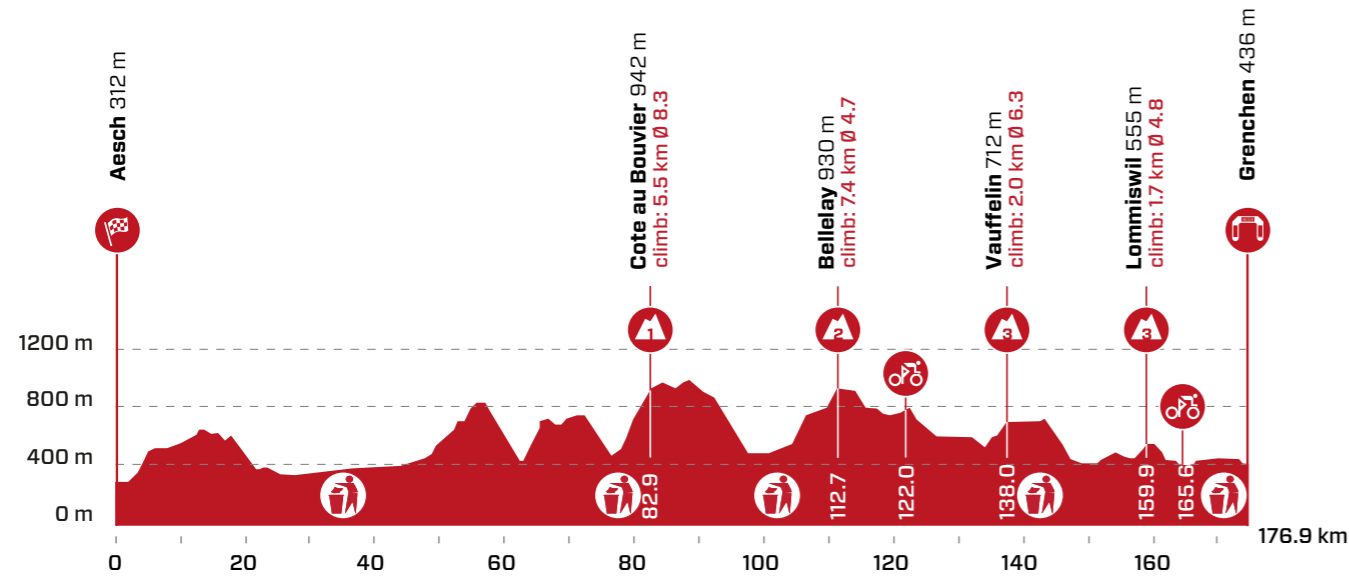 Aesch 312 m
Cote au Bouvier 942 m
climb: 5.5 km Ø 8.3
Bellelay 930 m
climb: 7.4 km Ø 4.7
Vauffelin 712 m
climb: 2.0 km Ø 6.3
Lommiswil 555 m
climb: 1.7 km Ø 4.8
Grenchen 436 m
1
2
3
3
1200 m
800 m
400 m
0 m
82.9
112.7
122.0
138.0
159.9
165.6
176.9 km
0
20
40
60
80
100
120
140
160